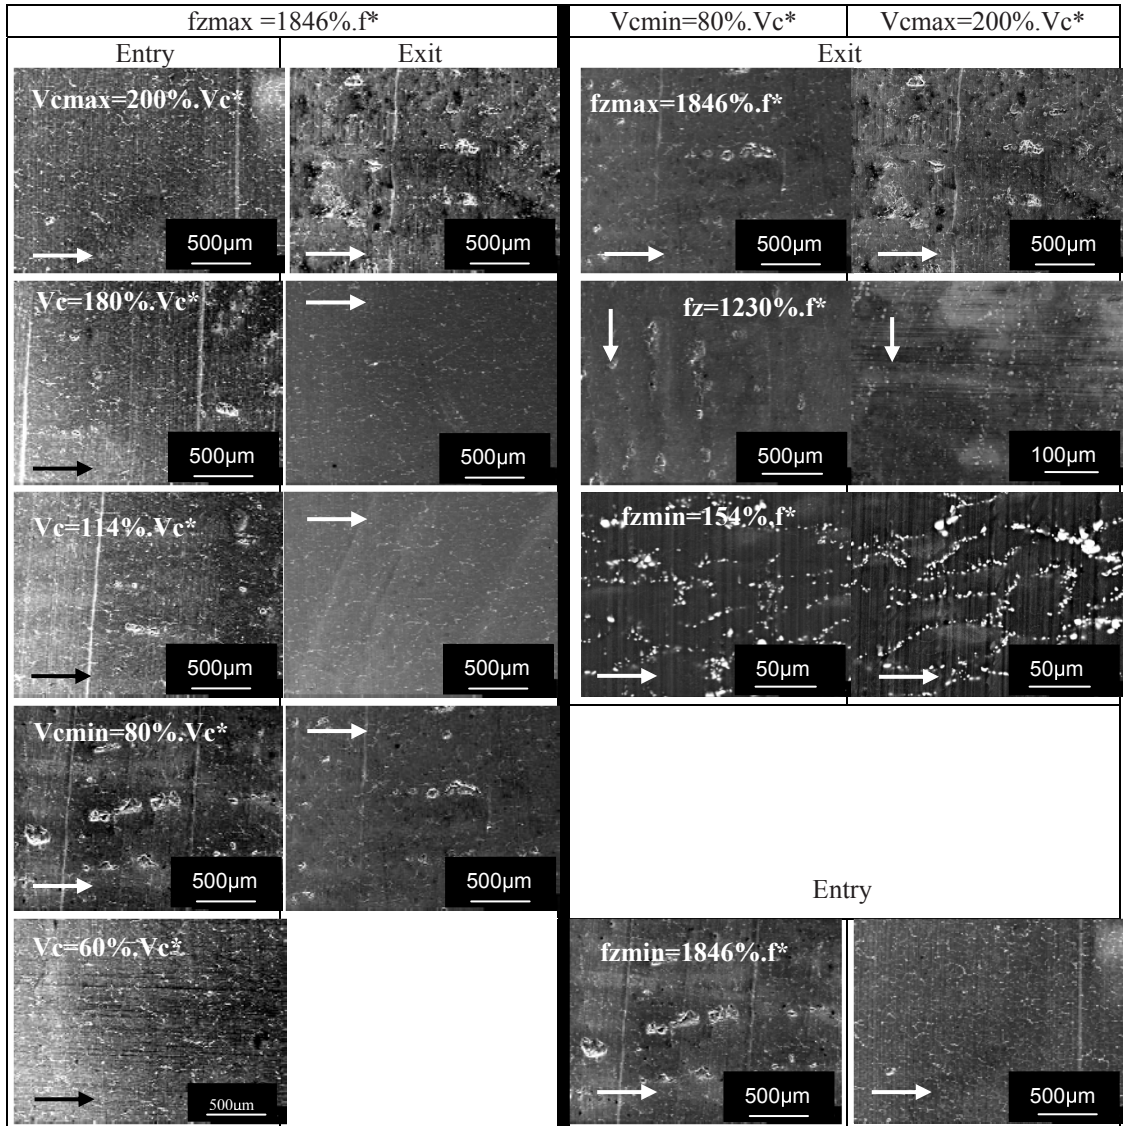 fzmax =1846%.f*
Vcmin=80%.Vc* Vcmax=200%.Vc*
Entry Exit Exit
Vcmax=200%.Vc* fzmax=1846%.f*
500µm 500µm 500µm 500µm
Vc=180%.Vc* fz=1230%.f*
500µm 500µm 500µm 100µm
Vc=114%.Vc* fzmin=154%.f*
500µm 500µm 50µm 50µm
Vcmin=80%.Vc*
500µm 500µm
Entry
Vc=60%.Vc* fzmin=1846%.f*
500µm 500µm 500µm